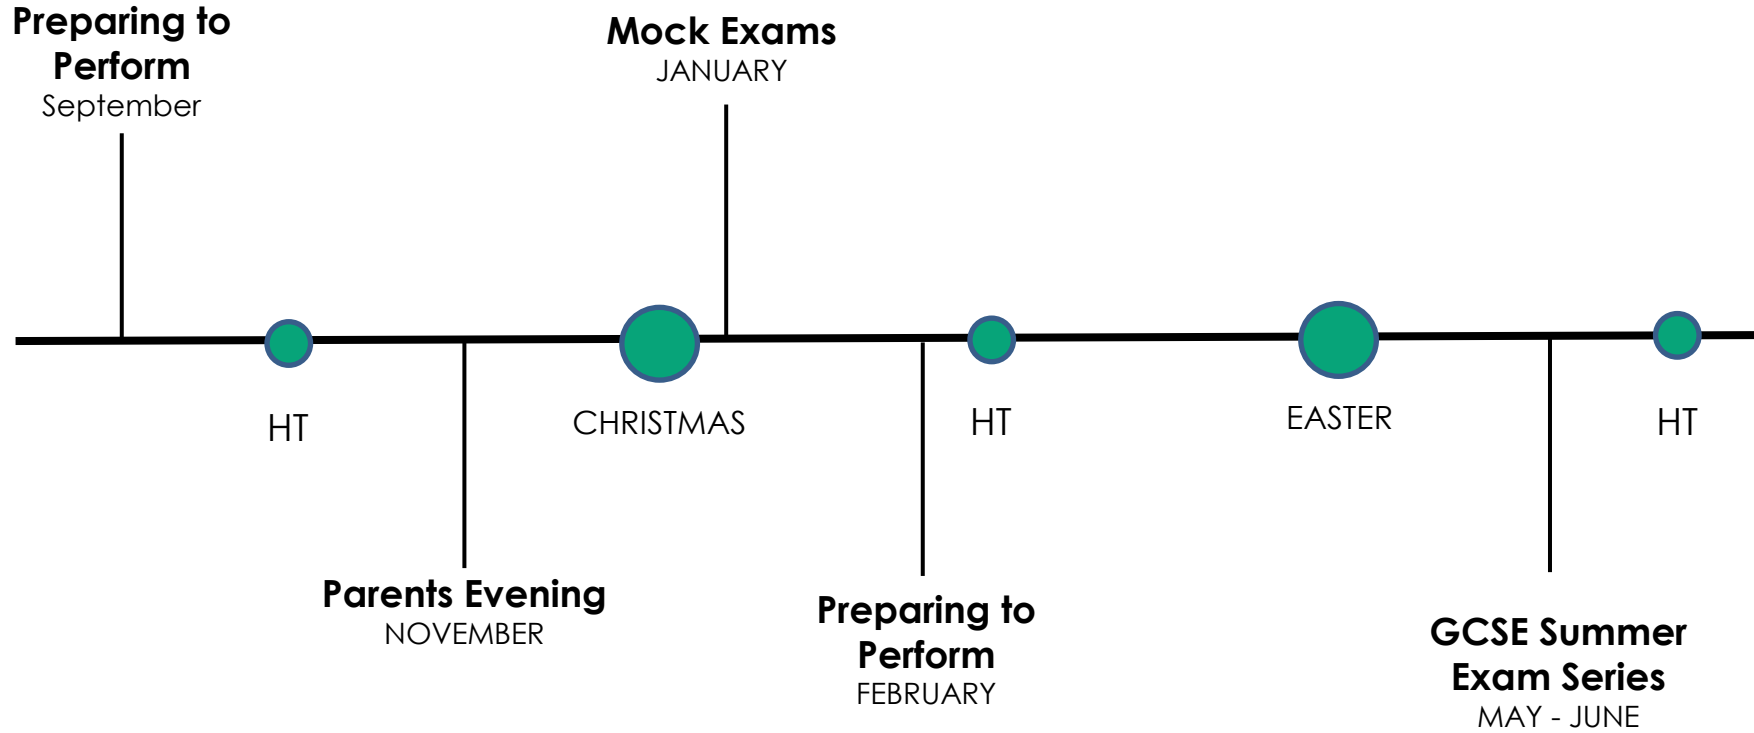 Preparing to
Perform
September
Mock Exams
JANUARY
HT
CHRISTMAS
HT
EASTER
HT
Parents Evening
NOVEMBER
Preparing to
Perform
FEBRUARY
GCSE Summer
Exam Series
MAY - JUNE